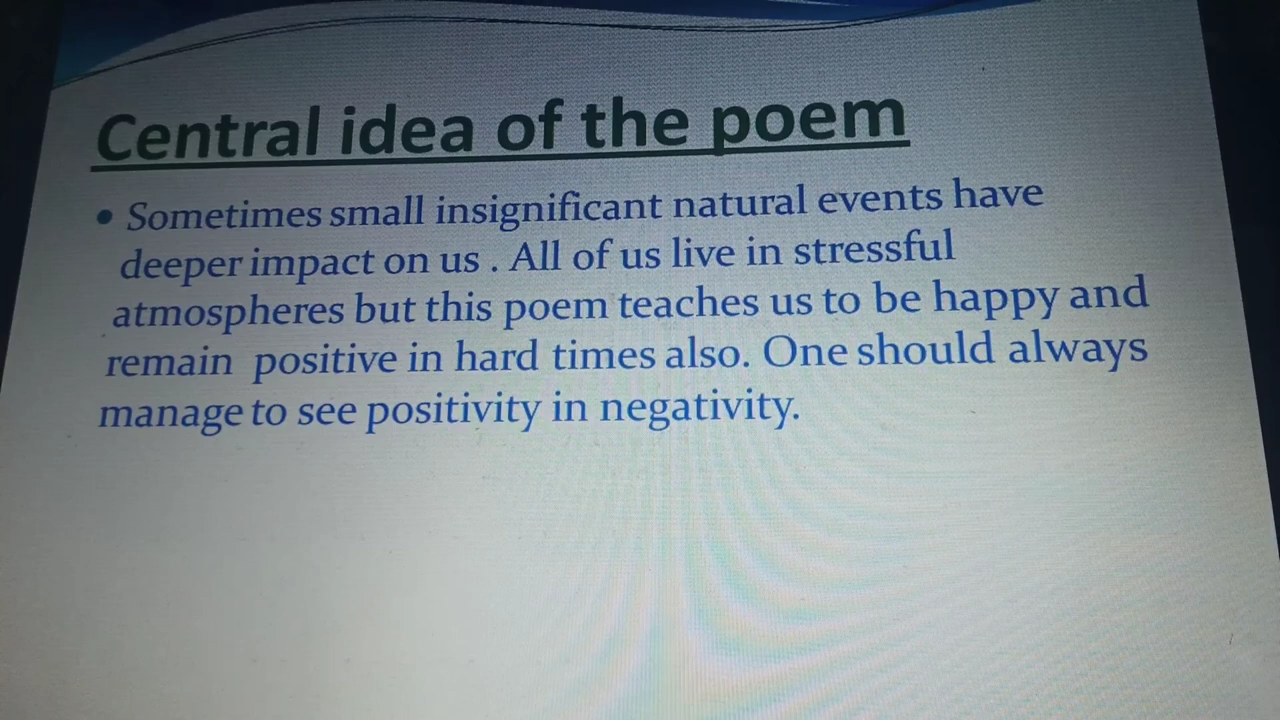 Central idea of the poem
• Sometimes small insignificant natural events have
deeper impact on us . All of us live in stressful
atmospheres but this poem teaches us to be happy and
remain positive in hard times also. One should always
manage to see positivity in negativity.